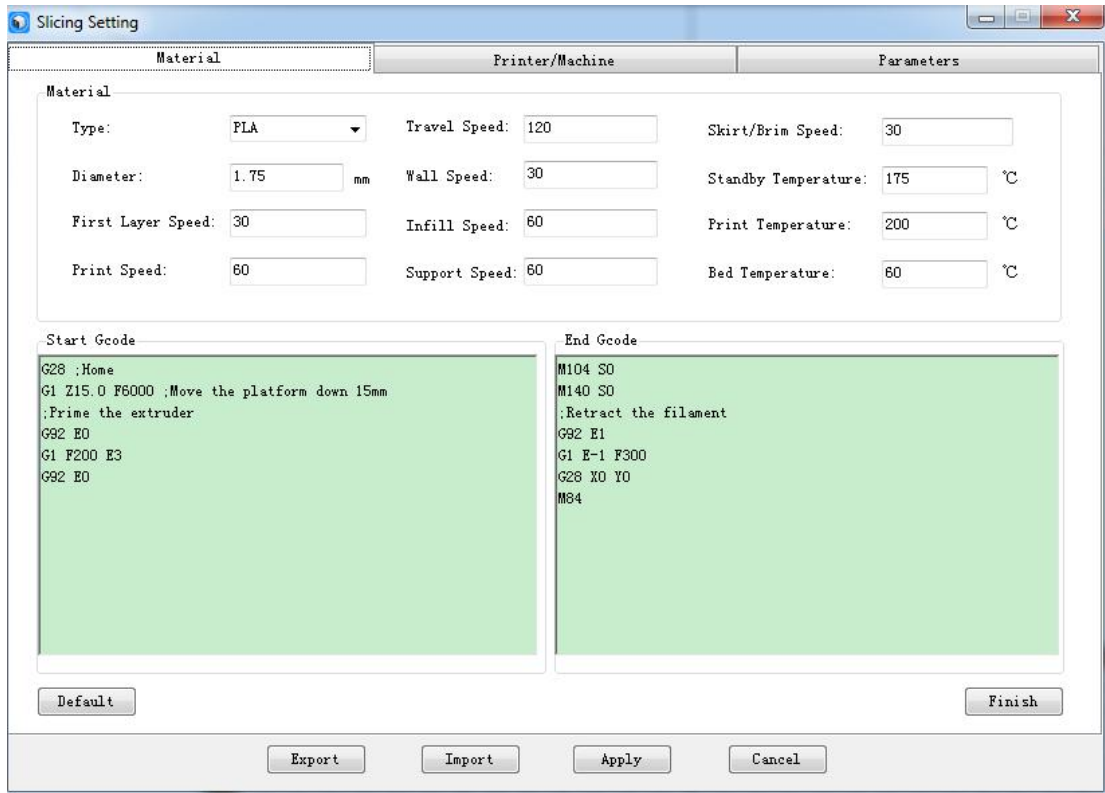 Slicing Setting
Material Printer/Machine Parameters
Material
Type: PLA Travel Speed: 120 Skirt/Brim Speed: 30
Diameter: 1.75 mm Wall Speed: 30 Standby Temperature: 175 ℃
First Layer Speed: 30 Infill Speed: 60 Print Temperature: 200 ℃
Print Speed: 60 Support Speed: 60 Bed Temperature: 60 ℃
Start Gcode
G28 ;Home
G1 Z15.0 F6000 ;Move the platform down 15mm
;Prime the extruder
G92 E0
G1 F200 E3
G92 E0
End Gcode
M104 S0
M140 S0
;Retract the filament
G92 E1
G1 E-1 F300
G28 X0 Y0
M84
Default Finish
Export Import Apply Cancel